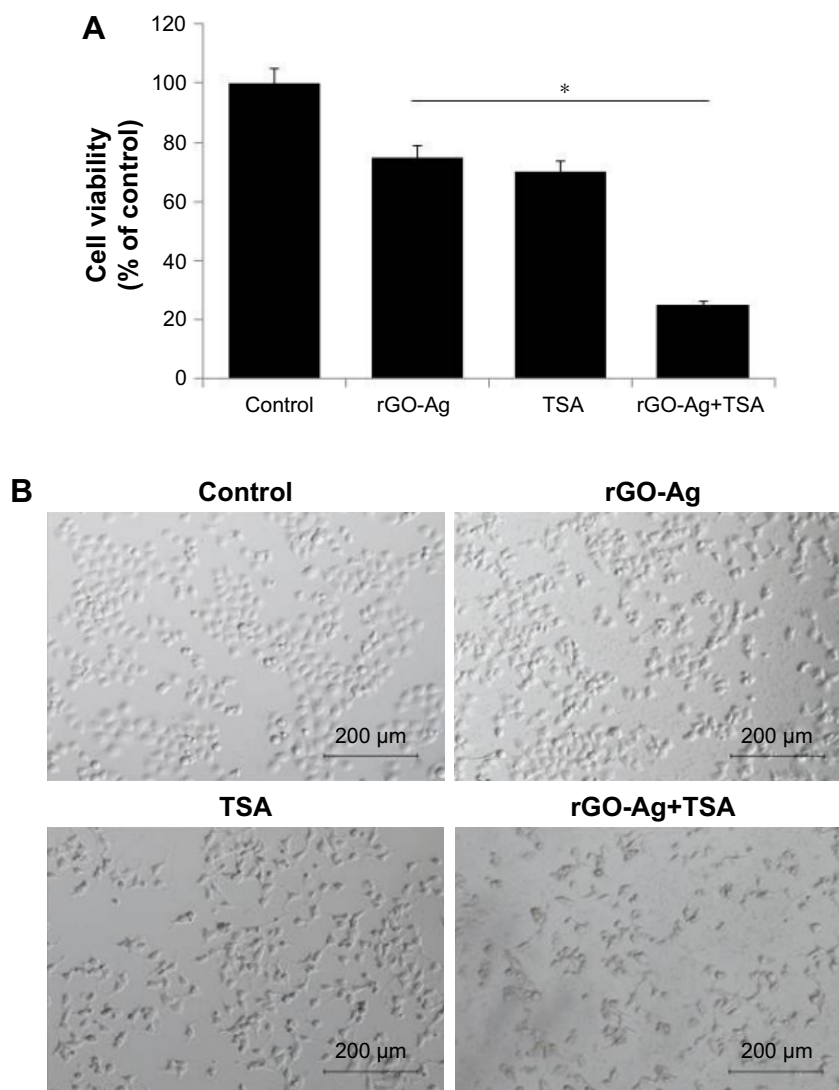 A
Cell viability
(% of control)
120
100
80
60
40
20
0
*
Control rGO-Ag TSA rGO-Ag+TSA
B
Control rGO-Ag
200 µm 200 µm
TSA rGO-Ag+TSA
200 µm 200 µm